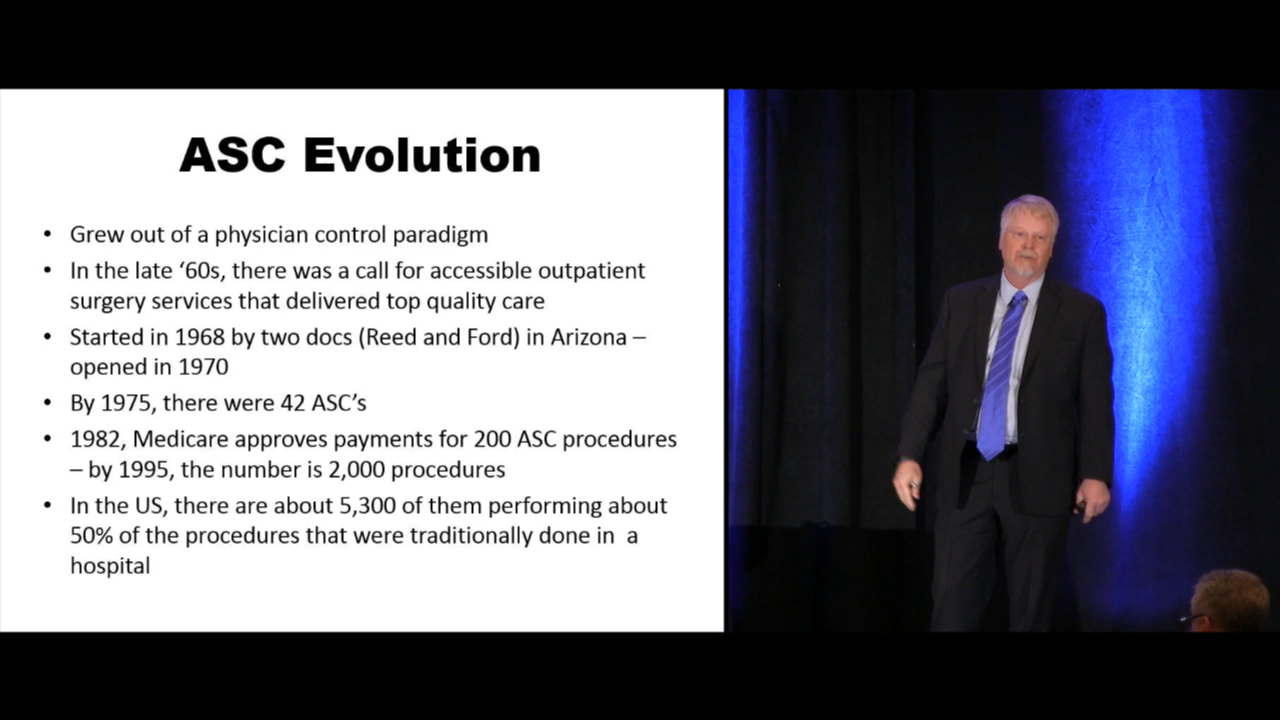 ASC Evolution
• Grew out of a physician control paradigm
• In the late ‘60s, there was a call for accessible outpatient
surgery services that delivered top quality care
• Started in 1968 by two docs (Reed and Ford) in Arizona –
opened in 1970
• By 1975, there were 42 ASC’s
• 1982, Medicare approves payments for 200 ASC procedures
– by 1995, the number is 2,000 procedures
• In the US, there are about 5,300 of them performing about
50% of the procedures that were traditionally done in  a
hospital